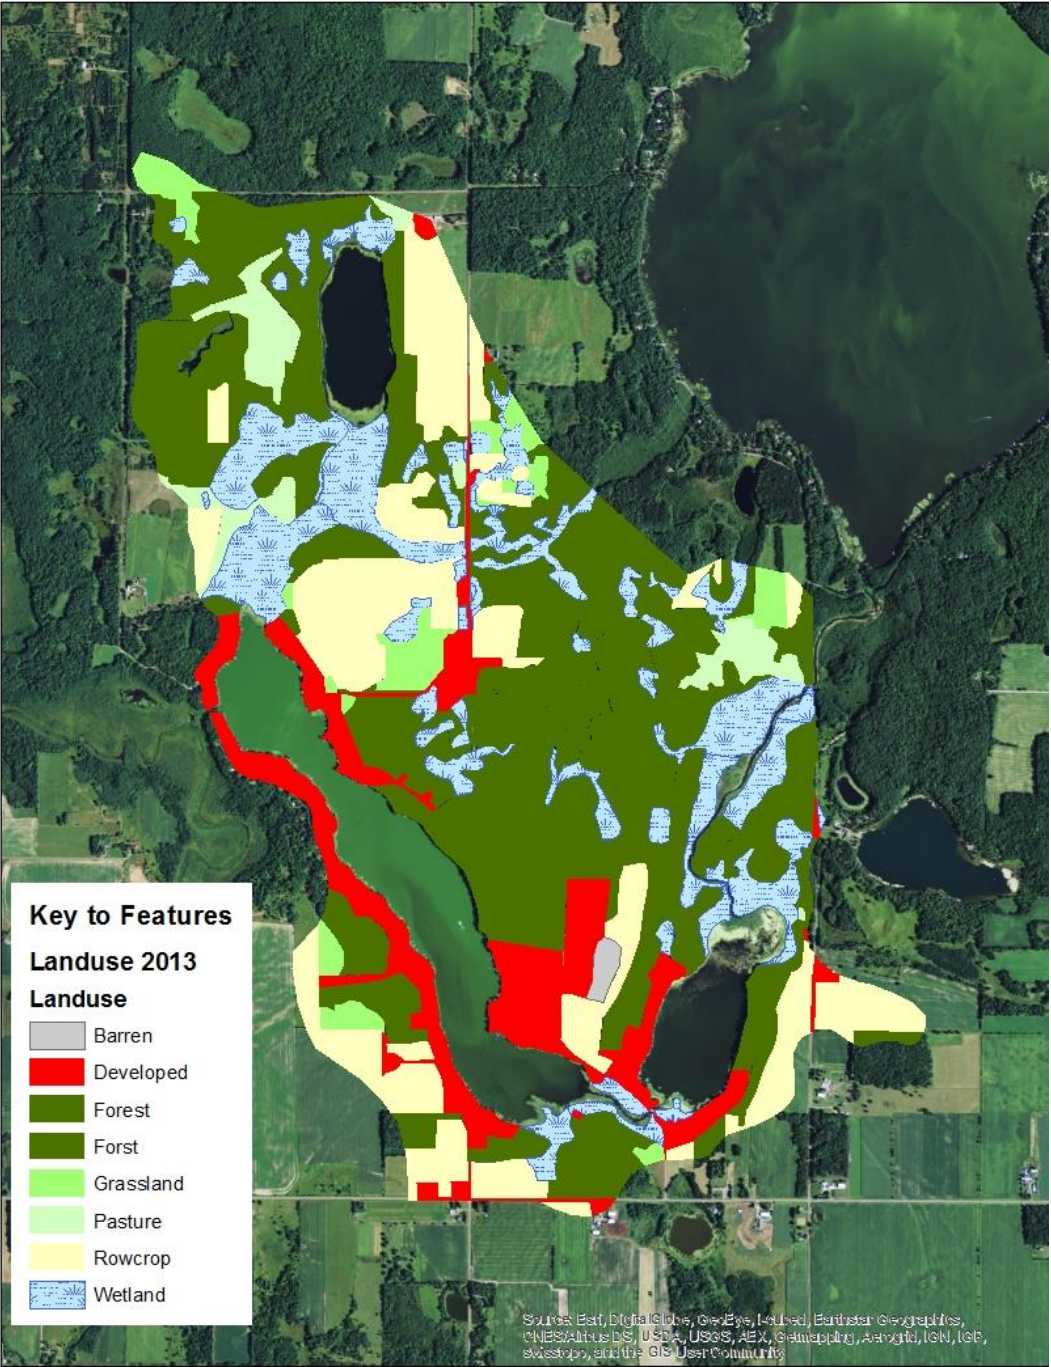 Key to Features
Landuse 2013
Landuse
Barren
Developed
Forest
Forst
Grassland
Pasture
Rowcrop
Wetland
Source: Esri, DigitalGlobe, GeoEye, i-cubed, Earthstar Geographics,
CNES/Airbus DS, USDA, USGS, AEX, Getmapping, Aerogrid, IGN, IGP,
swisstopo, and the GIS User Community